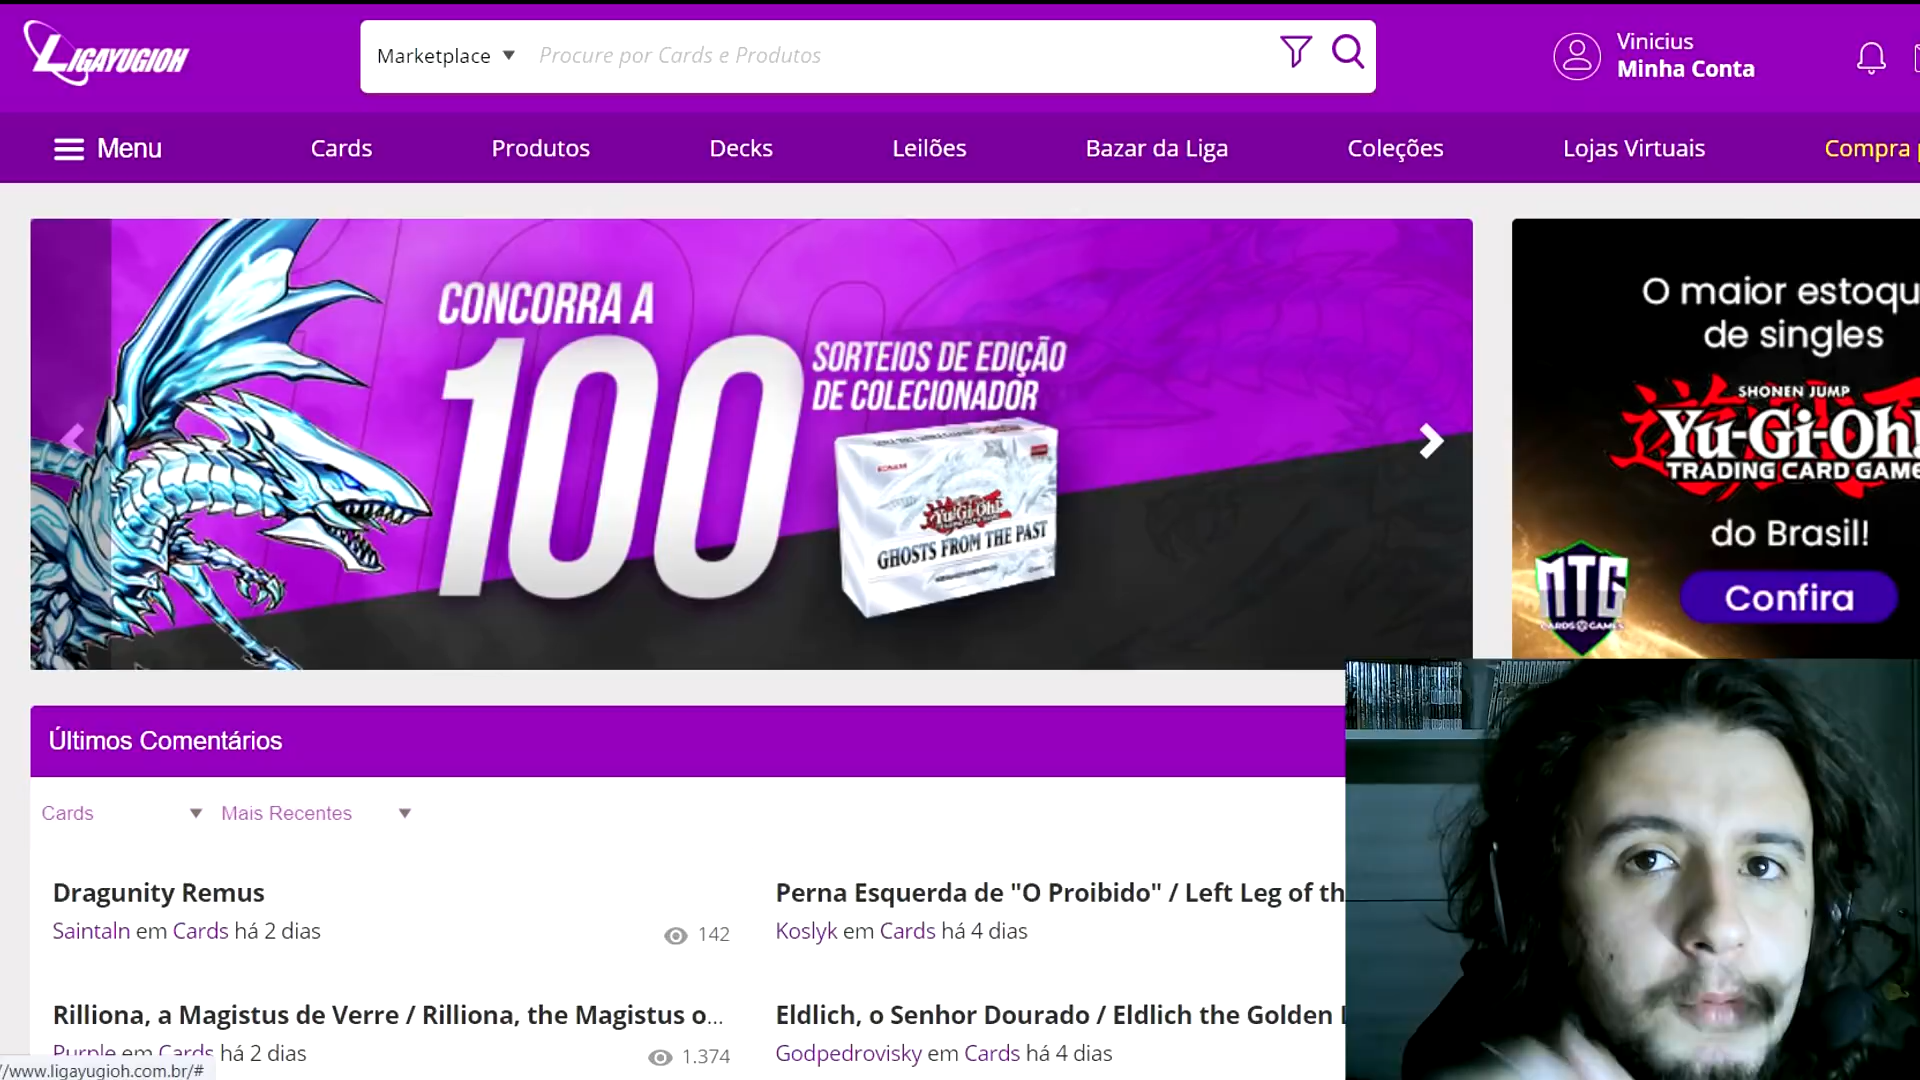 LIGAYUGIOH
Marketplace
Procure por Cards e Produtos
Vinicius
Minha Conta
Menu
Cards
Produtos
Decks
Leilões
Bazar da Liga
Coleções
Lojas Virtuais
Compra
CONCORRA A
100
SORTEIOS DE EDIÇÃO
DE COLECIONADOR
KONAMI
Yu-Gi-Oh!
GHOSTS FROM THE PAST
O maior estoqu
de singles
SHONEN JUMP
Yu-Gi-Oh!
TRADING CARD GAME
do Brasil!
MTG
CARDS GAMES
Confira
Últimos Comentários
Cards
Mais Recentes
Dragunity Remus
Saintaln em Cards há 2 dias
142
Perna Esquerda de "O Proibido" / Left Leg of th
Koslyk em Cards há 4 dias
Rilliona, a Magistus de Verre / Rilliona, the Magistus o...
Purple em Cards há 2 dias
1.374
Eldlich, o Senhor Dourado / Eldlich the Golden
Godpedrovisky em Cards há 4 dias
//www.ligayugioh.com.br/#